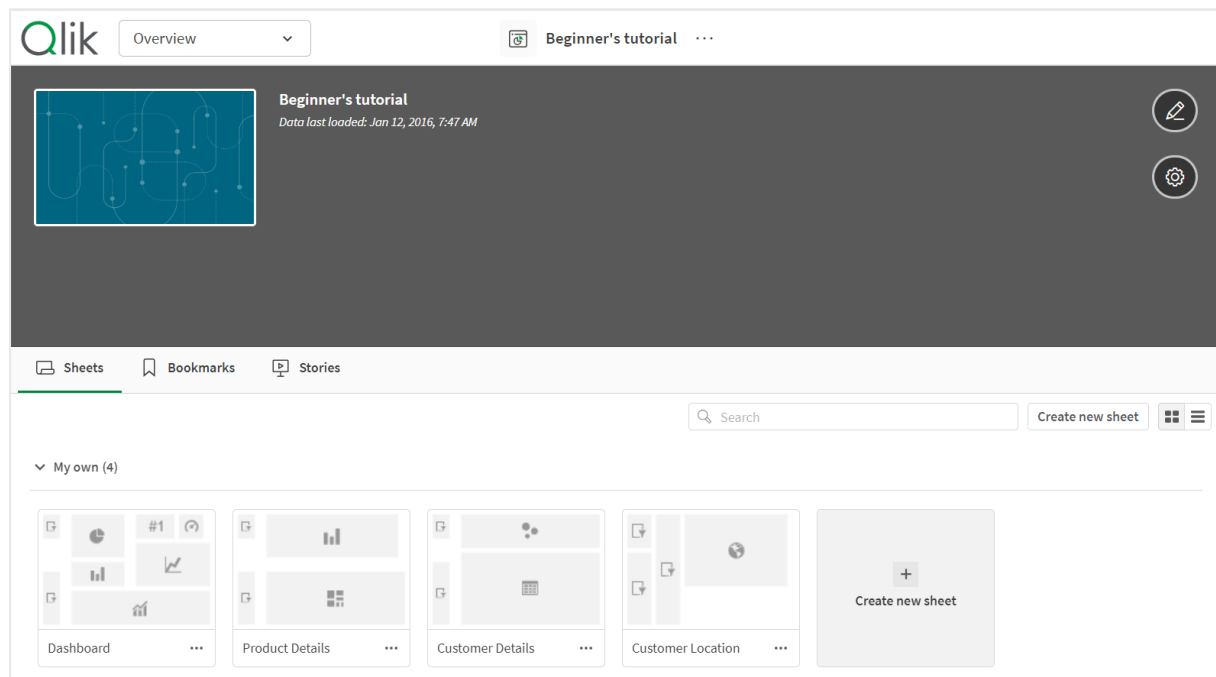 Qlik
Overview
Beginner's tutorial
Beginner's tutorial
Data last loaded: Jan 12, 2016, 7:47 AM
Sheets
Bookmarks
Stories
Search
Create new sheet
My own (4)
#1
Create new sheet
Dashboard
Product Details
Customer Details
Customer Location